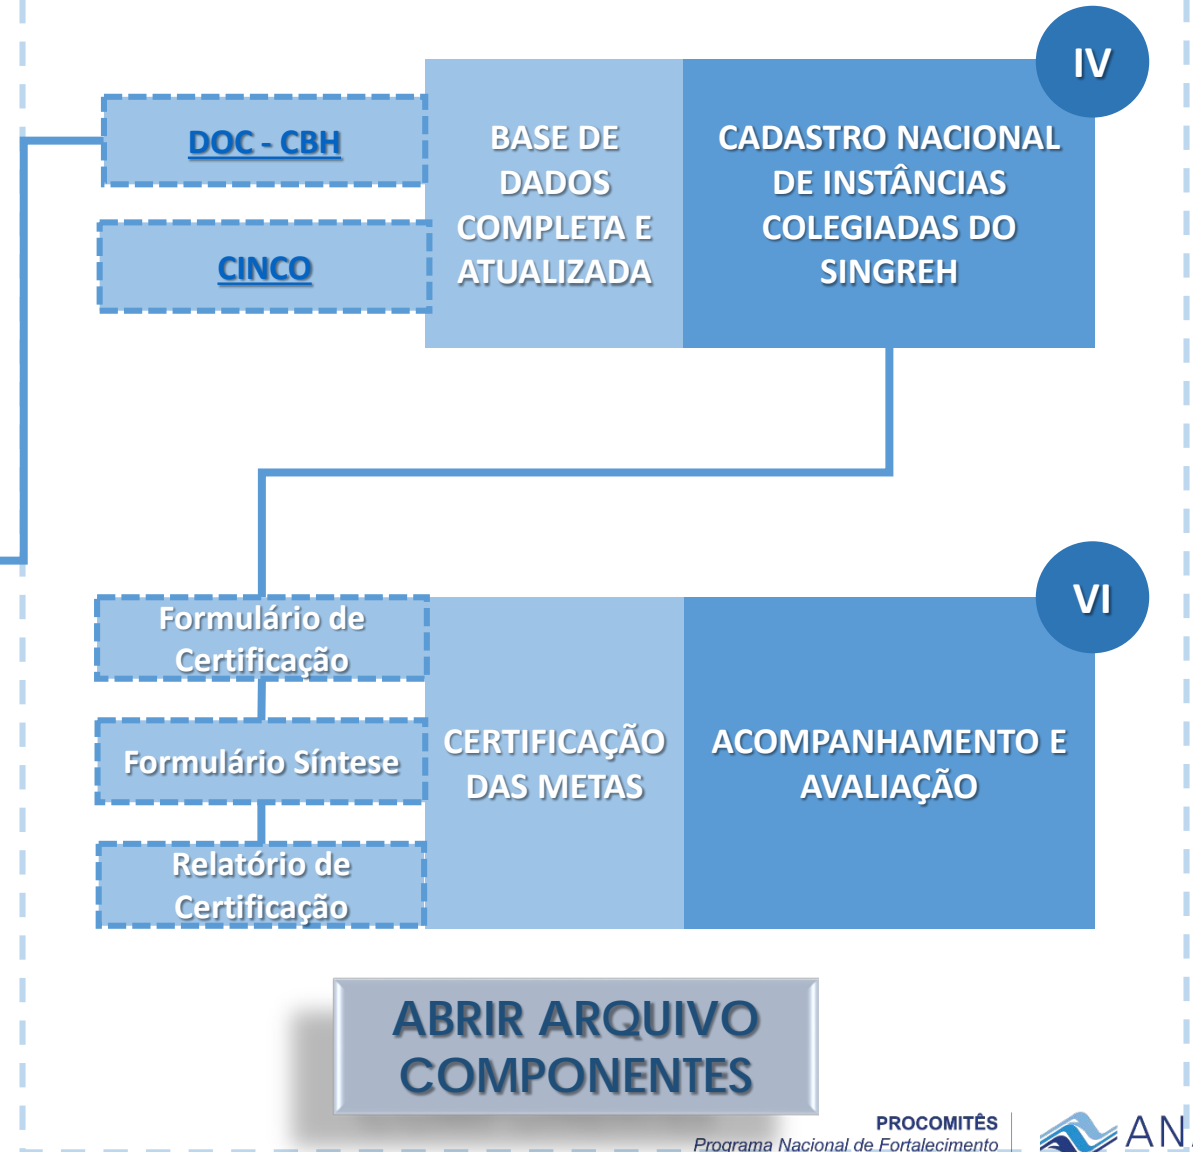 IV
DOC - CBH
CINCO
BASE DE
DADOS
COMPLETA E
ATUALIZADA
CADASTRO NACIONAL
DE INSTÂNCIAS
COLEGIADAS DO
SINGREH
VI
Formulário de
Certificação
Formulário Síntese
Relatório de
Certificação
CERTIFICAÇÃO
DAS METAS
ACOMPANHAMENTO E
AVALIAÇÃO
ABRIR ARQUIVO
COMPONENTES
PROCOMITÊS
Programa Nacional de Fortalecimento